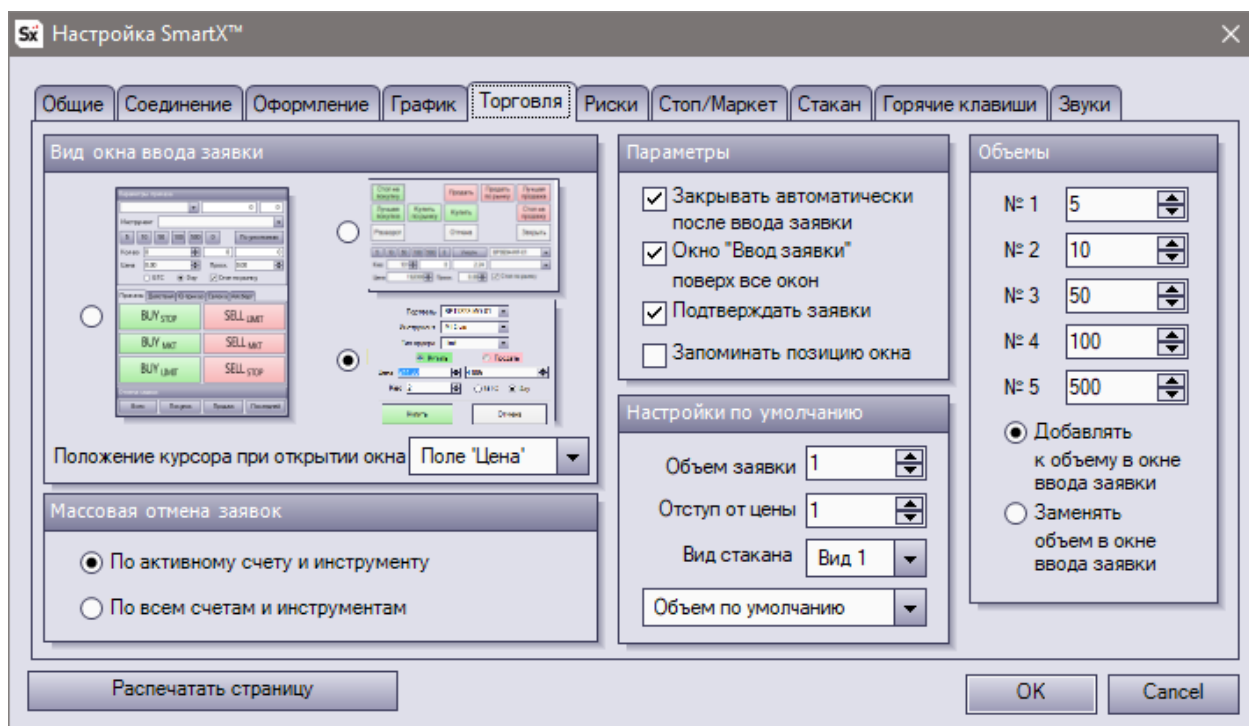 Sx Настройка SmartX™
Общие Соединение Оформление График Торговля Риски Стоп/Маркет Стакан Горячие клавиши Звуки
Вид окна ввода заявки
BUY STOP SELL LIMIT
BUY MKT SELL MKT
BUY LIMIT SELL STOP
Купить
Отмена
Закрыть
Положение курсора при открытии окна Поле "Цена"
Массовая отмена заявок
По активному счету и инструменту
По всем счетам и инструментам
Параметры
Закрывать автоматически
после ввода заявки
Окно "Ввод заявки"
поверх все окон
Подтверждать заявки
Запоминать позицию окна
Настройки по умолчанию
Объем заявки 1
Отступ от цены 1
Вид стакана Вид 1
Объем по умолчанию
Объемы
№ 1 5
№ 2 10
№ 3 50
№ 4 100
№ 5 500
Добавлять
к объему в окне
ввода заявки
Заменять
объем в окне
ввода заявки
Распечатать страницу
OK Cancel